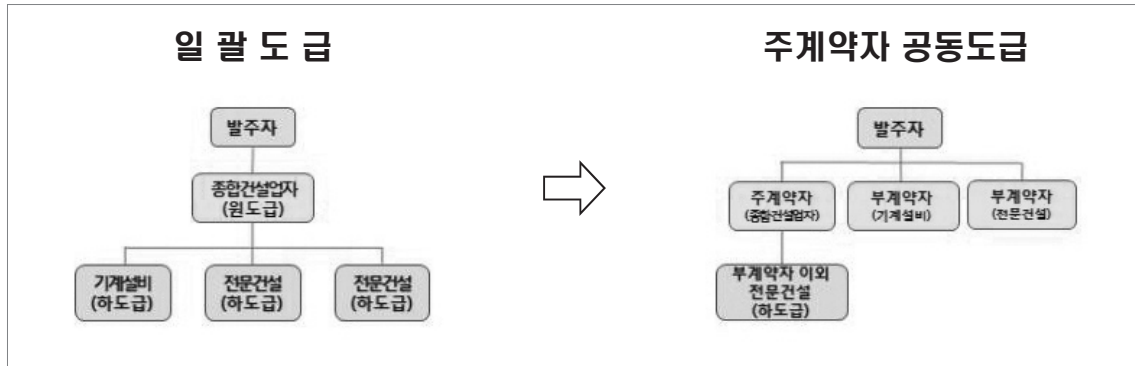 일 괄 도 급
발주자
종합건설업자
(원도급)
기계설비
(하도급)
전문건설
(하도급)
전문건설
(하도급)
주계약자 공동도급
발주자
주계약자
(종합건설업자)
부계약자
(기계설비)
부계약자
(전문건설)
부계약자 이외
전문건설
(하도급)